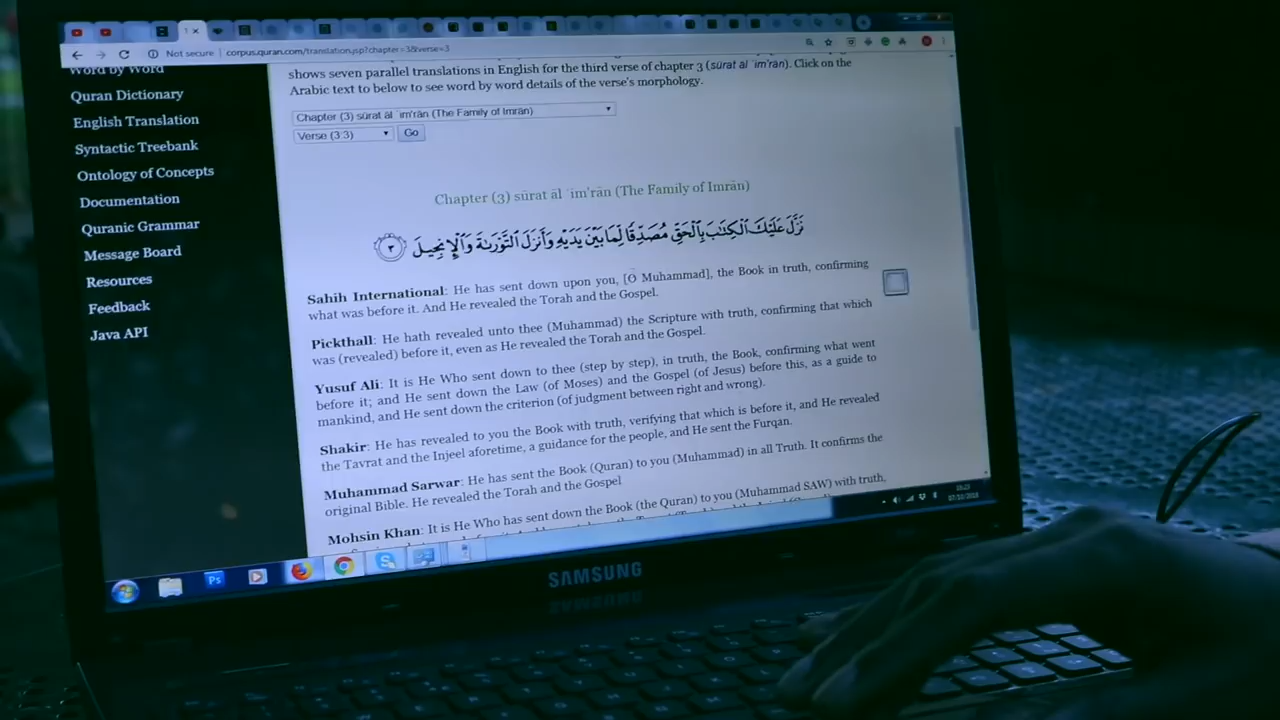 Not secure | corpus.quran.com/translation.jsp?chapter=3&verse=3
Word by Word
Quran Dictionary
English Translation
Syntactic Treebank
Ontology of Concepts
Documentation
Quranic Grammar
Message Board
Resources
Feedback
Java API
shows seven parallel translations in English for the third verse of chapter 3 (sūrat āl ʿim'rān). Click on the
Arabic text to below to see word by word details of the verse's morphology.
Chapter (3) sūrat āl ʿim'rān (The Family of Imrān)
Verse (3:3)
Go
Chapter (3) sūrat āl ʿim'rān (The Family of Imrān)
نَزَّلَ عَلَيْكَ الْكِتَابَ بِالْحَقِّ مُصَدِّقًا لِمَا بَيْنَ يَدَيْهِ وَأَنزَلَ التَّوْرَىٰةَ وَالْإِنجِيلَ ٣
Sahih International: He has sent down upon you, [O Muhammad], the Book in truth, confirming
what was before it. And He revealed the Torah and the Gospel.
Pickthall: He hath revealed unto thee (Muhammad) the Scripture with truth, confirming that which
was (revealed) before it, even as He revealed the Torah and the Gospel.
Yusuf Ali: It is He Who sent down to thee (step by step), in truth, the Book, confirming what went
before it; and He sent down the Law (of Moses) and the Gospel (of Jesus) before this, as a guide to
mankind, and He sent down the criterion (of judgment between right and wrong).
Shakir: He has revealed to you the Book with truth, verifying that which is before it, and He revealed
the Tavrat and the Injeel aforetime, a guidance for the people, and He sent the Furqan.
Muhammad Sarwar: He has sent the Book (Quran) to you (Muhammad) in all Truth. It confirms the
original Bible. He revealed the Torah and the Gospel
Mohsin Khan: It is He Who has sent down the Book (the Quran) to you (Muhammad SAW) with truth,
Ps
16:23
07/10/2018
SAMSUNG